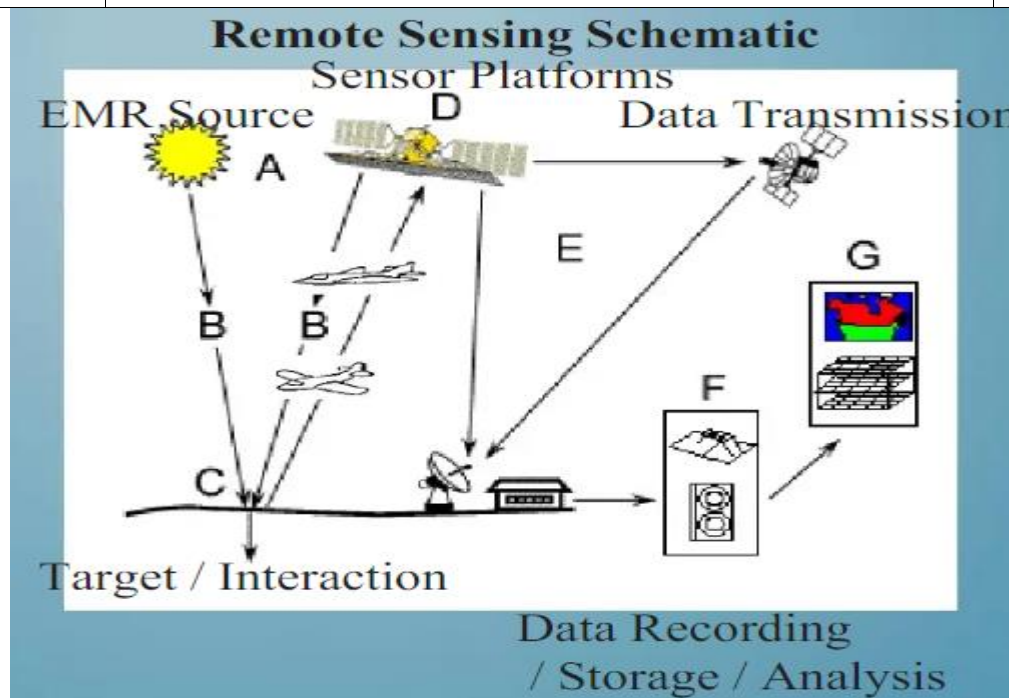 Remote Sensing Schematic
Sensor Platforms
EMR Source
D
Data Transmission
A
E
G
B
B
F
C
Target / Interaction
Data Recording
/ Storage / Analysis